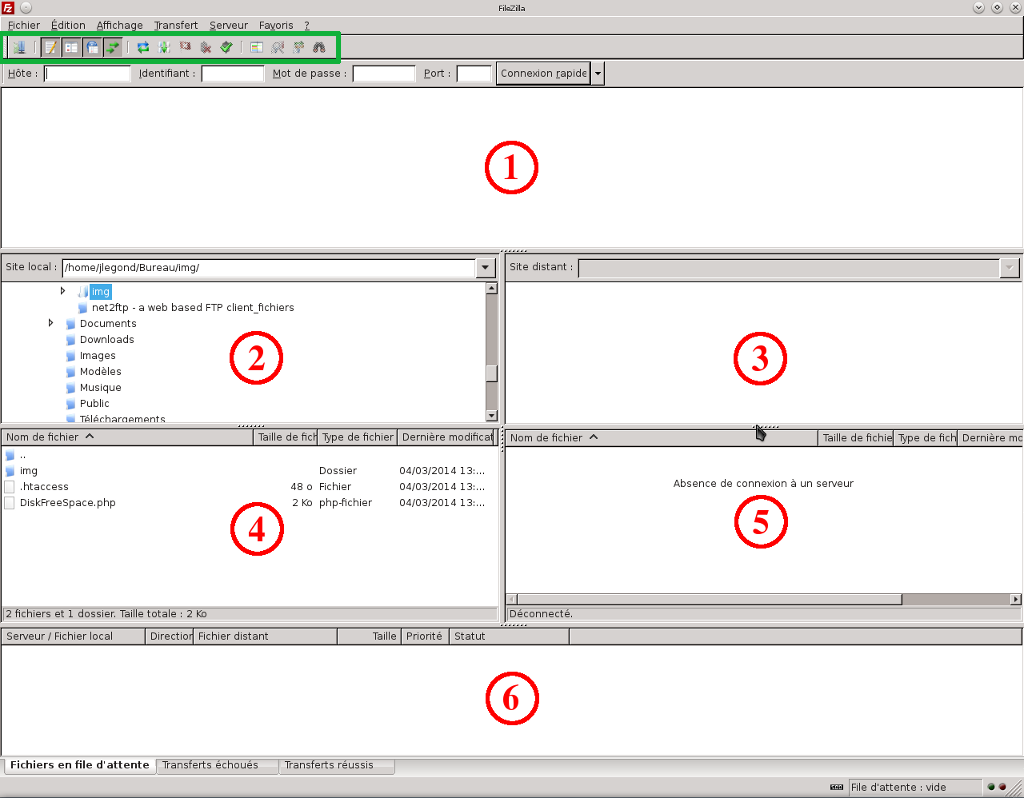 FileZilla
Fichier Édition Affichage Transfert Serveur Favoris ?
Hôte : Identifiant : Mot de passe : Port : Connexion rapide
1
Site local : /home/jlegond/Bureau/img/
img
net2ftp - a web based FTP client_fichiers
Documents
Downloads
Images
Modèles
Musique
Public
Téléchargements
2
Site distant :
3
Nom de fichier Taille de fich Type de fichier Dernière modificat
..
img Dossier 04/03/2014 13:...
.htaccess 48 o Fichier 04/03/2014 13:...
DiskFreeSpace.php 2 Ko php-fichier 04/03/2014 13:...
4
2 fichiers et 1 dossier. Taille totale : 2 Ko
Nom de fichier Taille de fichie Type de fich Dernière mo
Absence de connexion à un serveur
5
Déconnecté.
Serveur / Fichier local Direction Fichier distant Taille Priorité Statut
6
Fichiers en file d'attente Transferts échoués Transferts réussis
File d'attente : vide